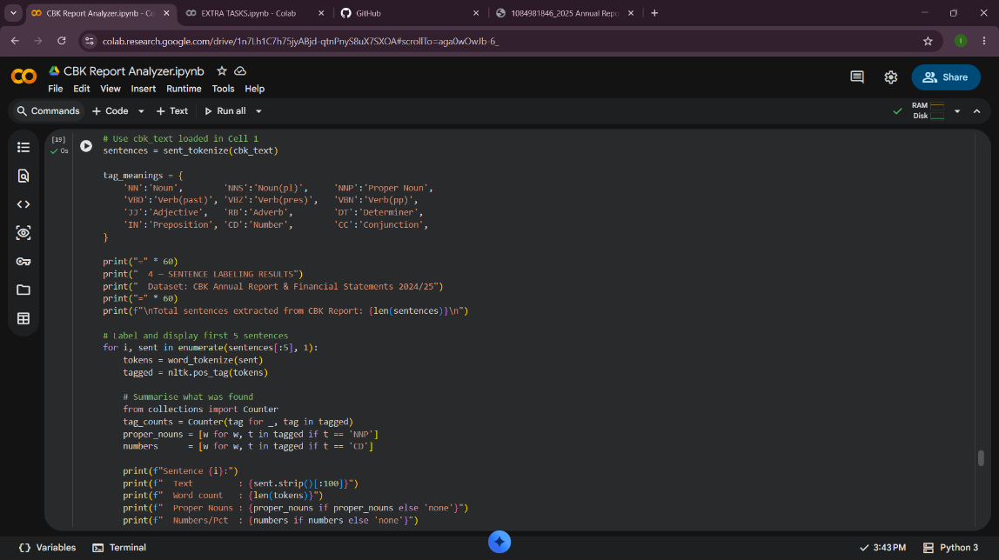 CBK Report Analyzer.ipynb - Co
EXTRA TASKS.ipynb - Colab
GitHub
1084981846_2025 Annual Repo
colab.research.google.com/drive/1n7Lh1C7h75jyABjd-qtnPnyS8uX7SXOA#scrollTo=aga0wOwJb-6_
I
CBK Report Analyzer.ipynb
File Edit View Insert Runtime Tools Help
Share
Commands + Code + Text Run all
RAM
Disk
[19]
0s
# Use cbk_text loaded in Cell 1
sentences = sent_tokenize(cbk_text)
tag_meanings = {
'NN':'Noun', 'NNS':'Noun(pl)', 'NNP':'Proper Noun',
'VBD':'Verb(past)', 'VBZ':'Verb(pres)', 'VBN':'Verb(pp)',
'JJ':'Adjective', 'RB':'Adverb', 'DT':'Determiner',
'IN':'Preposition', 'CD':'Number', 'CC':'Conjunction',
}
print("=" * 60)
print("  4 — SENTENCE LABELING RESULTS")
print("  Dataset: CBK Annual Report & Financial Statements 2024/25")
print("=" * 60)
print(f"\nTotal sentences extracted from CBK Report: {len(sentences)}\n")
# Label and display first 5 sentences
for i, sent in enumerate(sentences[:5], 1):
tokens = word_tokenize(sent)
tagged = nltk.pos_tag(tokens)
# Summarise what was found
from collections import Counter
tag_counts = Counter(tag for _, tag in tagged)
proper_nouns = [w for w, t in tagged if t == 'NNP']
numbers      = [w for w, t in tagged if t == 'CD']
print(f"Sentence {i}:")
print(f"  Text         : {sent.strip()[:100]}")
print(f"  Word count   : {len(tokens)}")
print(f"  Proper Nouns : {proper_nouns if proper_nouns else 'none'}")
print(f"  Numbers/Pct  : {numbers if numbers else 'none'}")
Variables Terminal
3:43 PM Python 3